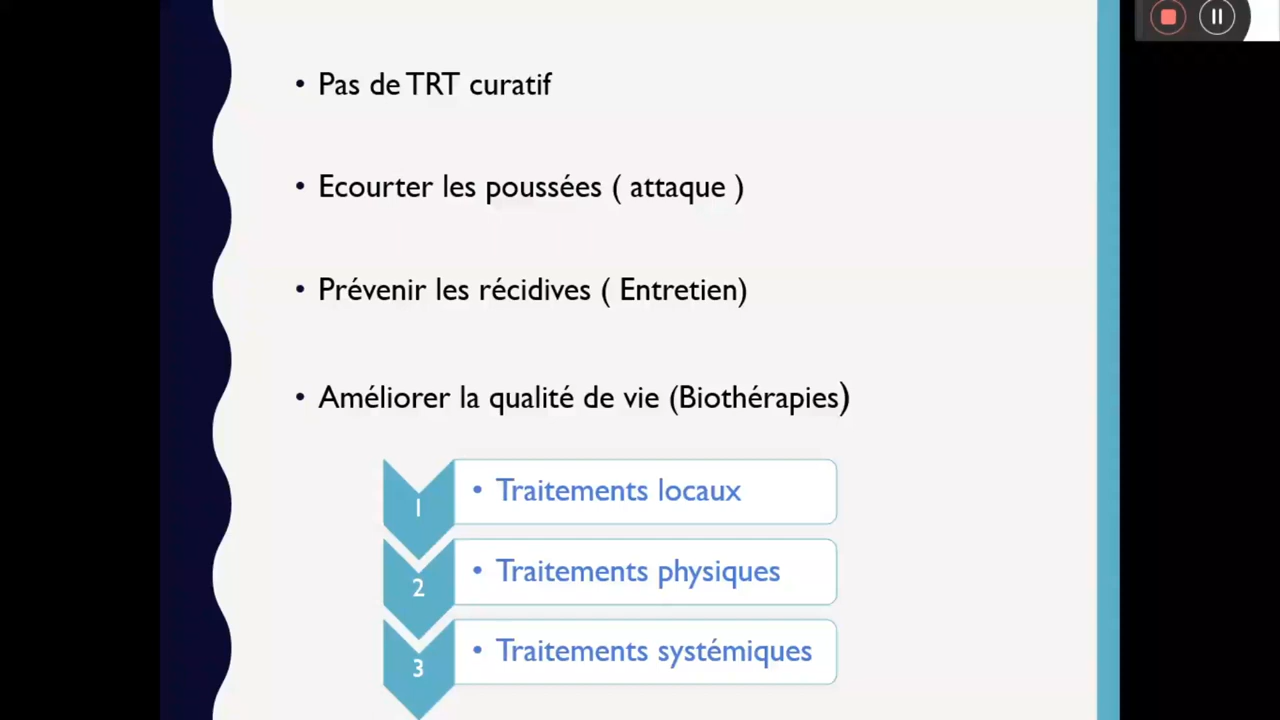 • Pas de TRT curatif
• Ecourter les poussées ( attaque )
• Prévenir les récidives ( Entretien)
• Améliorer la qualité de vie (Biothérapies)
1 • Traitements locaux
2 • Traitements physiques
3 • Traitements systémiques